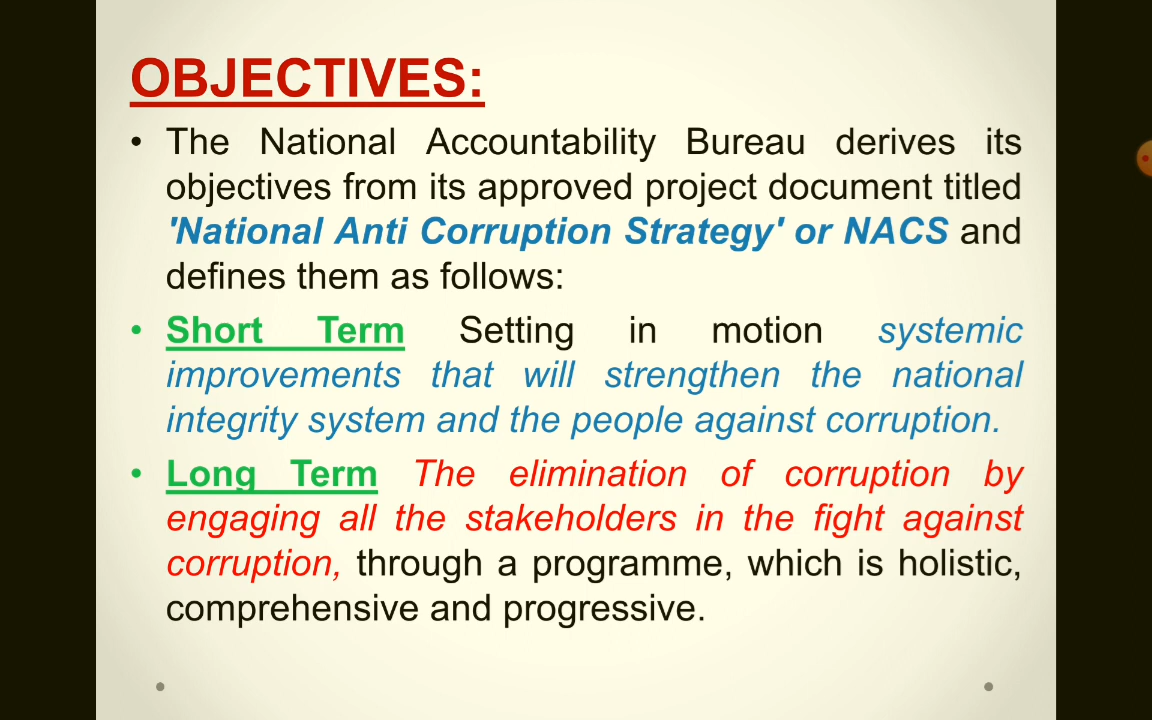 OBJECTIVES:
• The National Accountability Bureau derives its
objectives from its approved project document titled
'National Anti Corruption Strategy' or NACS and
defines them as follows:
• Short Term Setting in motion systemic
improvements that will strengthen the national
integrity system and the people against corruption.
• Long Term The elimination of corruption by
engaging all the stakeholders in the fight against
corruption, through a programme, which is holistic,
comprehensive and progressive.